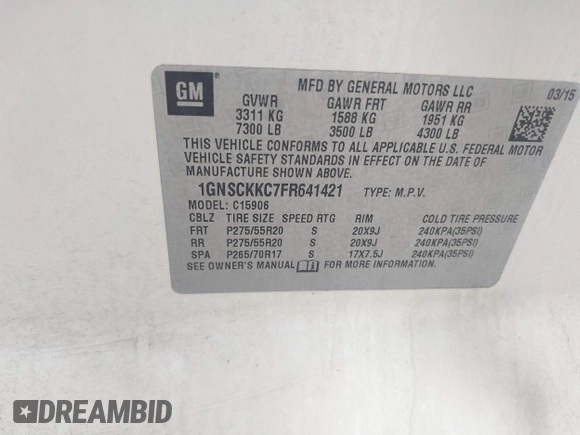 GM
MFD BY GENERAL MOTORS LLC
03/15
GVWR GAWR FRT GAWR RR
3311 KG 1588 KG 1951 KG
7300 LB 3500 LB 4300 LB
THIS VEHICLE CONFORMS TO ALL APPLICABLE U.S. FEDERAL MOTOR
VEHICLE SAFETY STANDARDS IN EFFECT ON THE DATE OF
MANUFACTURE SHOWN ABOVE.
1GNSCKKC7FR641421 TYPE: M.P.V.
MODEL: C15906
CBLZ TIRE SIZE SPEED RTG RIM COLD TIRE PRESSURE
FRT P275/55R20 S 20X9J 240KPA(35PSI)
RR P275/55R20 S 20X9J 240KPA(35PSI)
SPA P265/70R17 S 17X7.5J 240KPA(35PSI)
SEE OWNER'S MANUAL FOR MORE INFORMATION.
DREAMBID